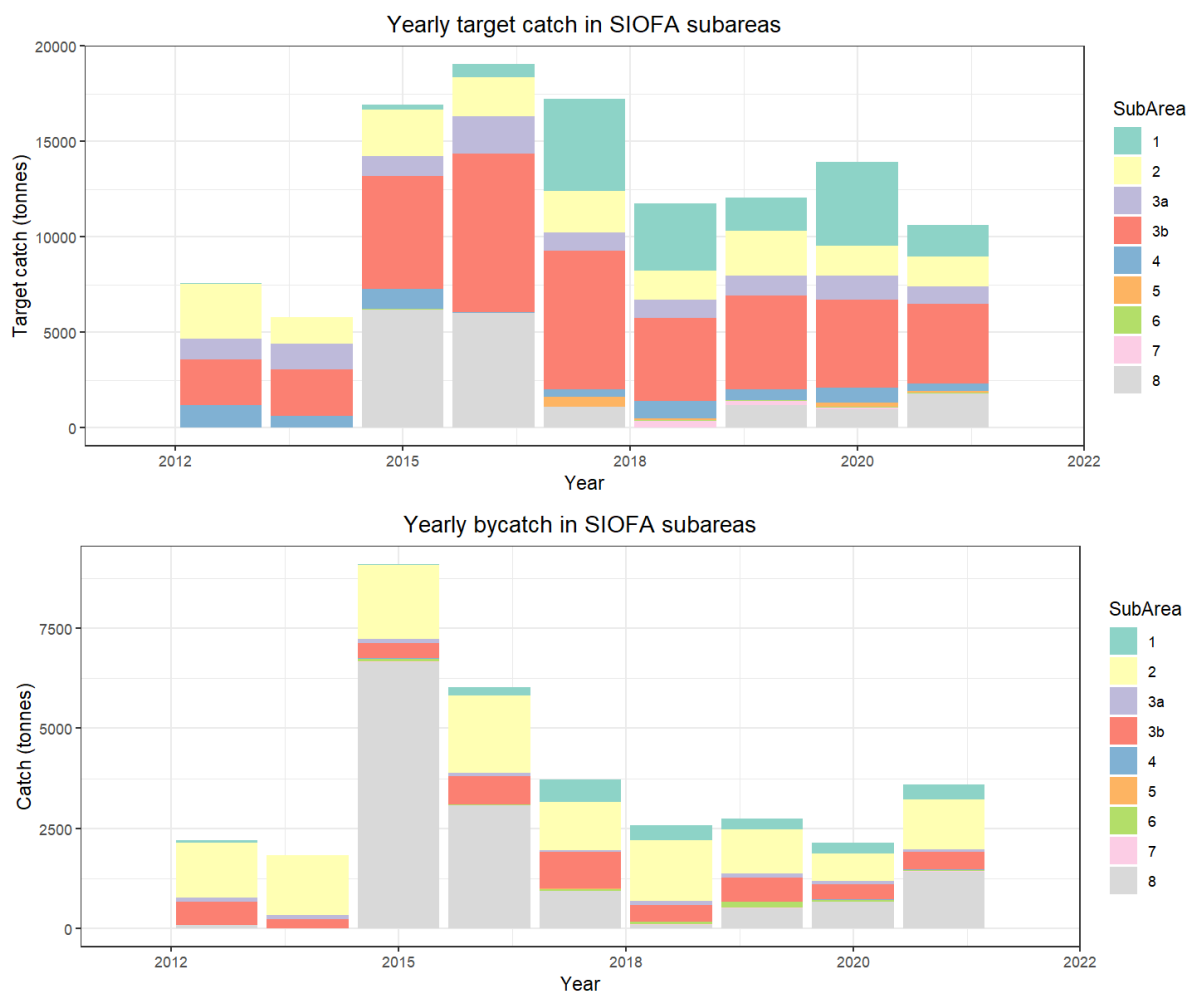 Yearly target catch in SIOFA subareas
Target catch (tonnes)
20000
15000
10000
5000
0
2012
2015
2018
2020
2022
Year
SubArea
1
2
3a
3b
4
5
6
7
8
Yearly bycatch in SIOFA subareas
Catch (tonnes)
7500
5000
2500
0
2012
2015
2018
2020
2022
Year
SubArea
1
2
3a
3b
4
5
6
7
8